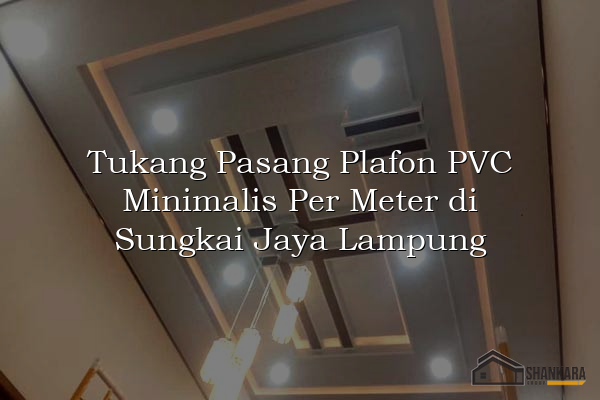 Tukang Pasang Plafon PVC
Minimalis Per Meter di
Sungkai Jaya Lampung
SHANKARA